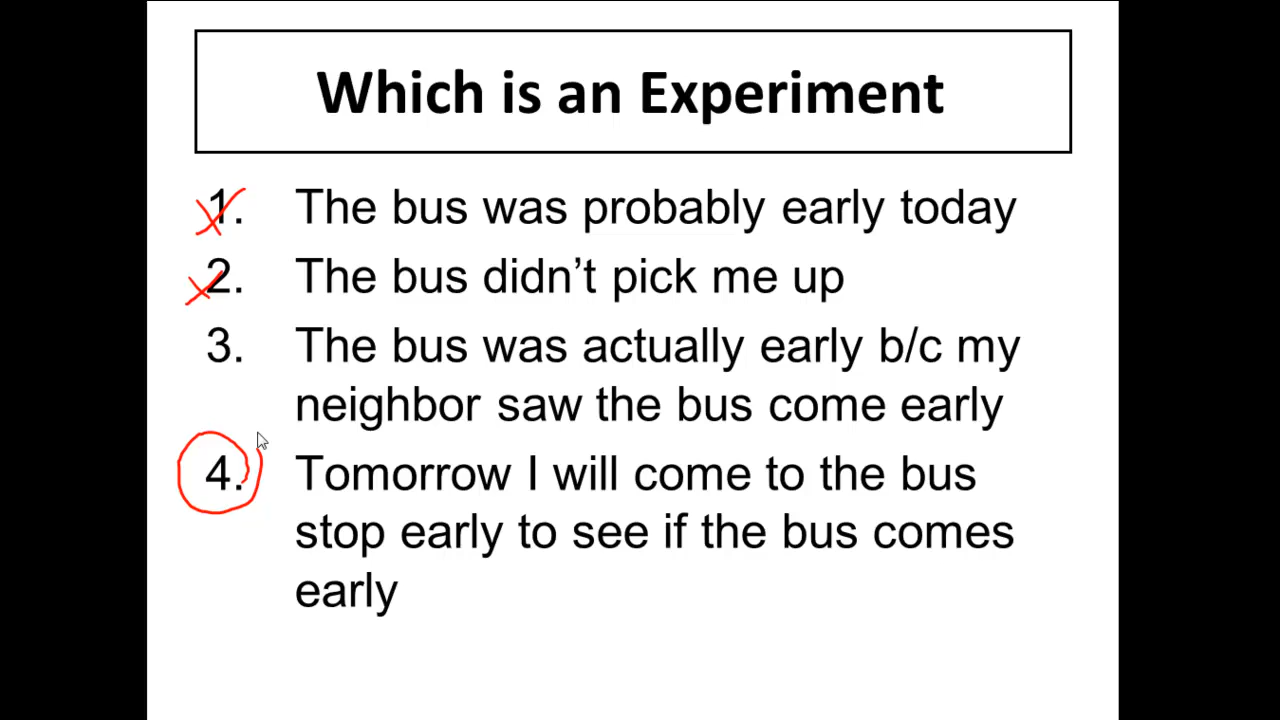 Which is an Experiment
1. The bus was probably early today
2. The bus didn’t pick me up
3. The bus was actually early b/c my
neighbor saw the bus come early
4. Tomorrow I will come to the bus
stop early to see if the bus comes
early